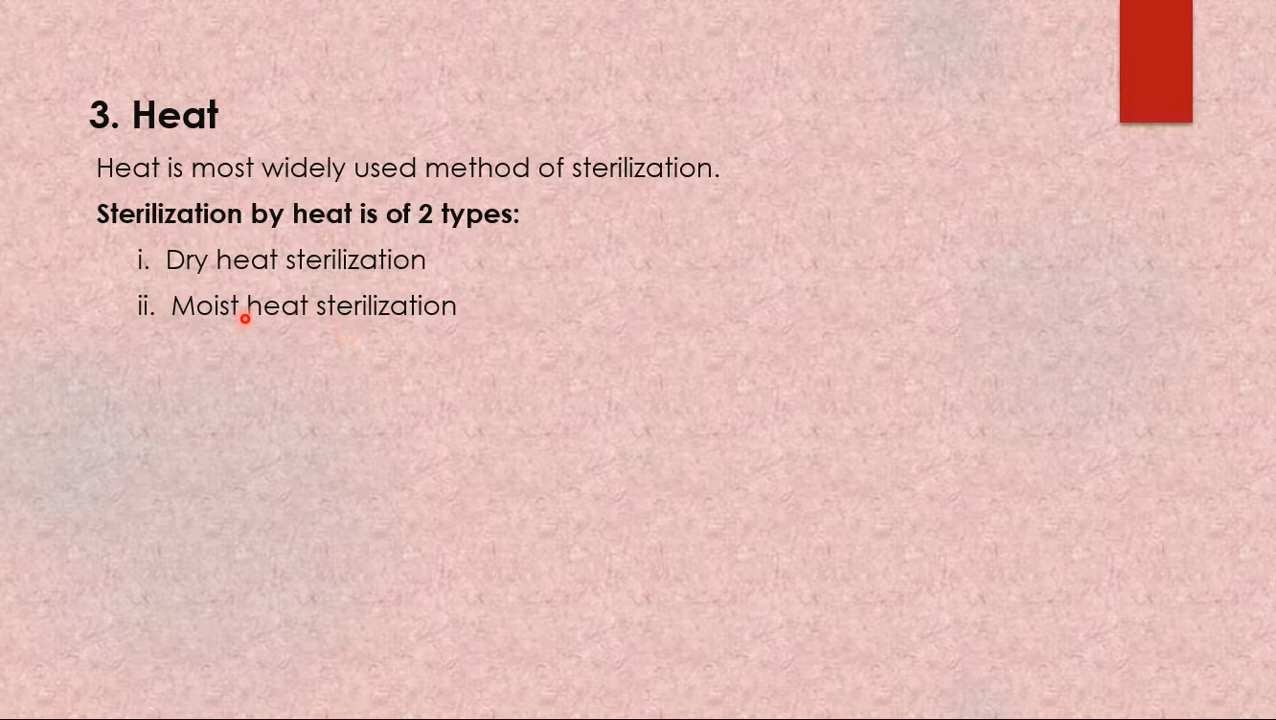 3. Heat
Heat is most widely used method of sterilization.
Sterilization by heat is of 2 types:
i. Dry heat sterilization
ii. Moist heat sterilization